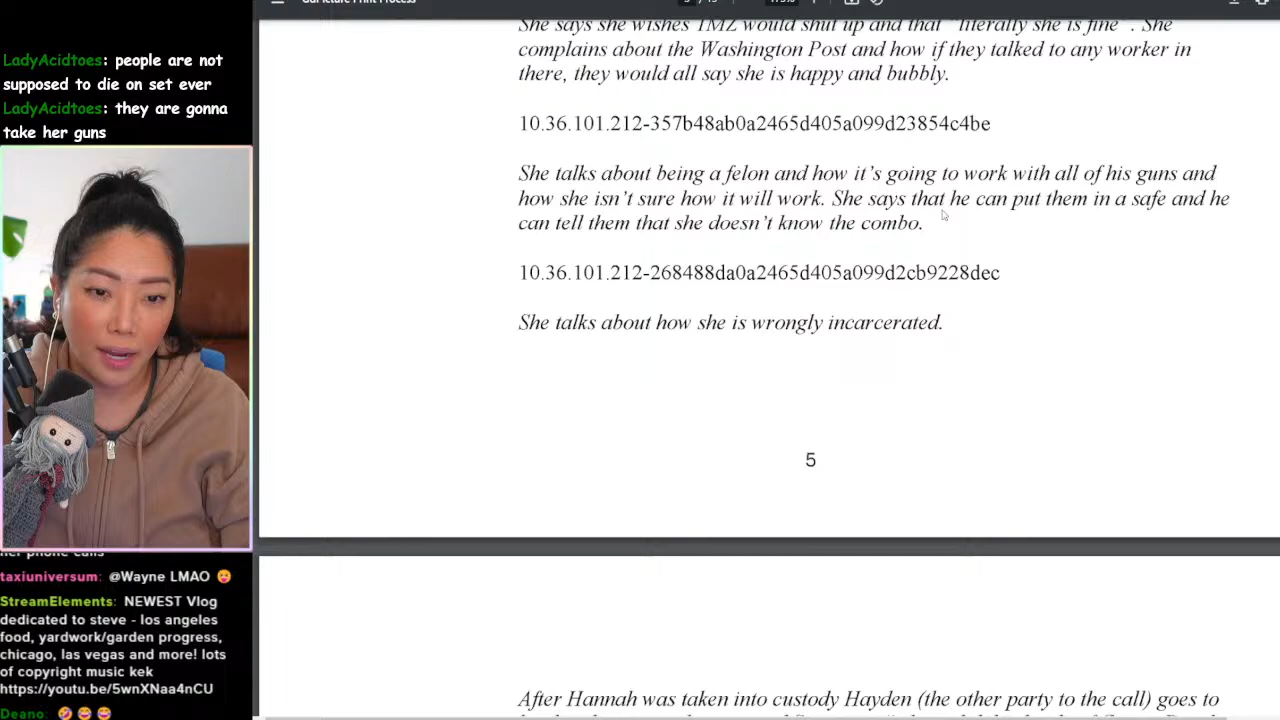 LadyAcidtoes: people are not
supposed to die on set ever
LadyAcidtoes: they are gonna
take her guns
She says she wishes TMZ would shut up and that "literally she is fine". She
complains about the Washington Post and how if they talked to any worker in
there, they would all say she is happy and bubbly.
10.36.101.212-357b48ab0a2465d405a099d23854c4be
She talks about being a felon and how it's going to work with all of his guns and
how she isn't sure how it will work. She says that he can put them in a safe and he
can tell them that she doesn't know the combo.
10.36.101.212-268488da0a2465d405a099d2cb9228dec
She talks about how she is wrongly incarcerated.
5
After Hannah was taken into custody Hayden (the other party to the call) goes to
her phone calls
taxiuniversum: @Wayne LMAO 😝
StreamElements: NEWEST Vlog
dedicated to steve - los angeles
food, yardwork/garden progress,
chicago, las vegas and more! lots
of copyright music kek
https://youtu.be/5wnXNaa4nCU
Deano: 🤣😂😂